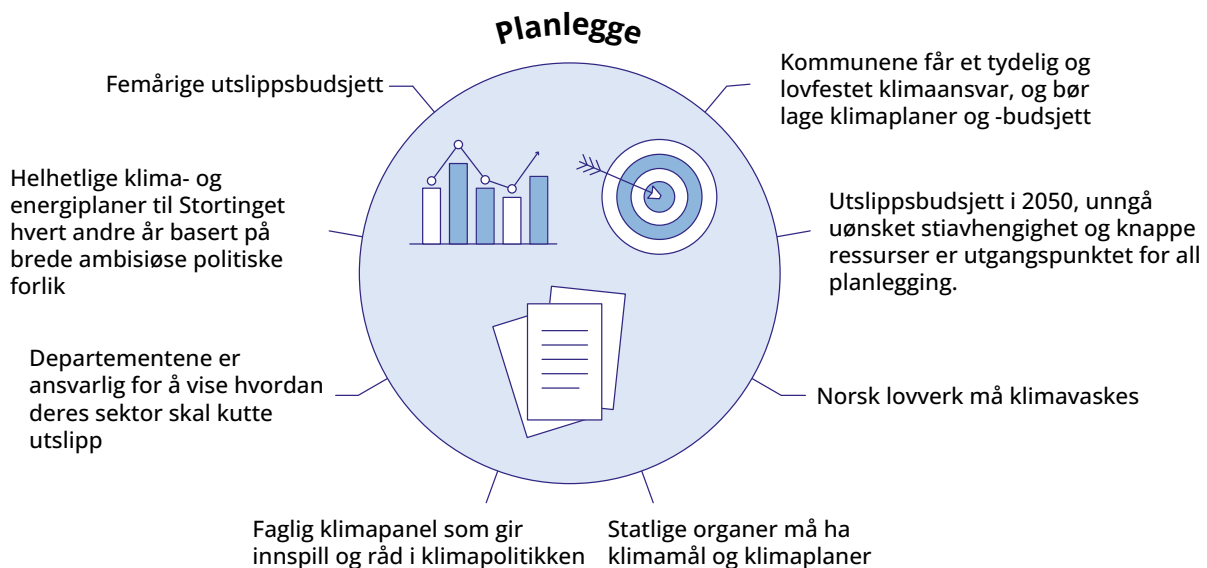 Planlegge
Femårige utslippsbudsjett
Kommunene får et tydelig og
lovfestet klimaansvar, og bør
lage klimaplaner og -budsjett
Helhetlige klima- og
energiplaner til Stortinget
hvert andre år basert på
brede ambisiøse politiske
forlik
Utslippsbudsjett i 2050, unngå
uønsket stiavhengighet og knappe
ressurser er utgangspunktet for all
planlegging.
Departementene er
ansvarlig for å vise hvordan
deres sektor skal kutte
utslipp
Norsk lovverk må klimavaskes
Faglig klimapanel som gir
innspill og råd i klimapolitikken
Statlige organer må ha
klimamål og klimaplaner